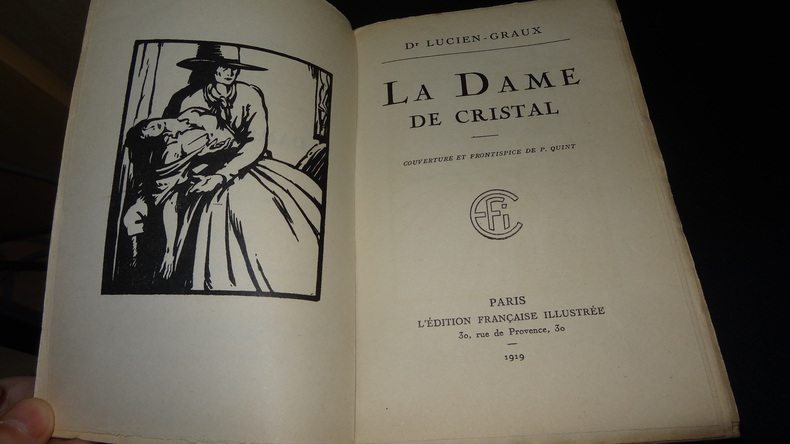 Dr LUCIEN-GRAUX
LA DAME
DE CRISTAL
COUVERTURE ET FRONTISPICE DE P. QUINT
EFi
PARIS
L'ÉDITION FRANÇAISE ILLUSTRÉE
30, rue de Provence, 30
1919